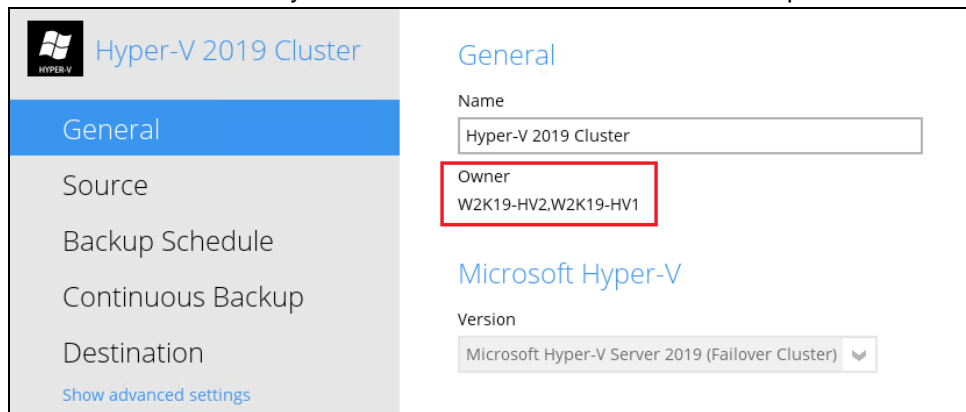 HYPER-V
Hyper-V 2019 Cluster
General
Source
Backup Schedule
Continuous Backup
Destination
Show advanced settings
General
Name
Hyper-V 2019 Cluster
Owner
W2K19-HV2,W2K19-HV1
Microsoft Hyper-V
Version
Microsoft Hyper-V Server 2019 (Failover Cluster)